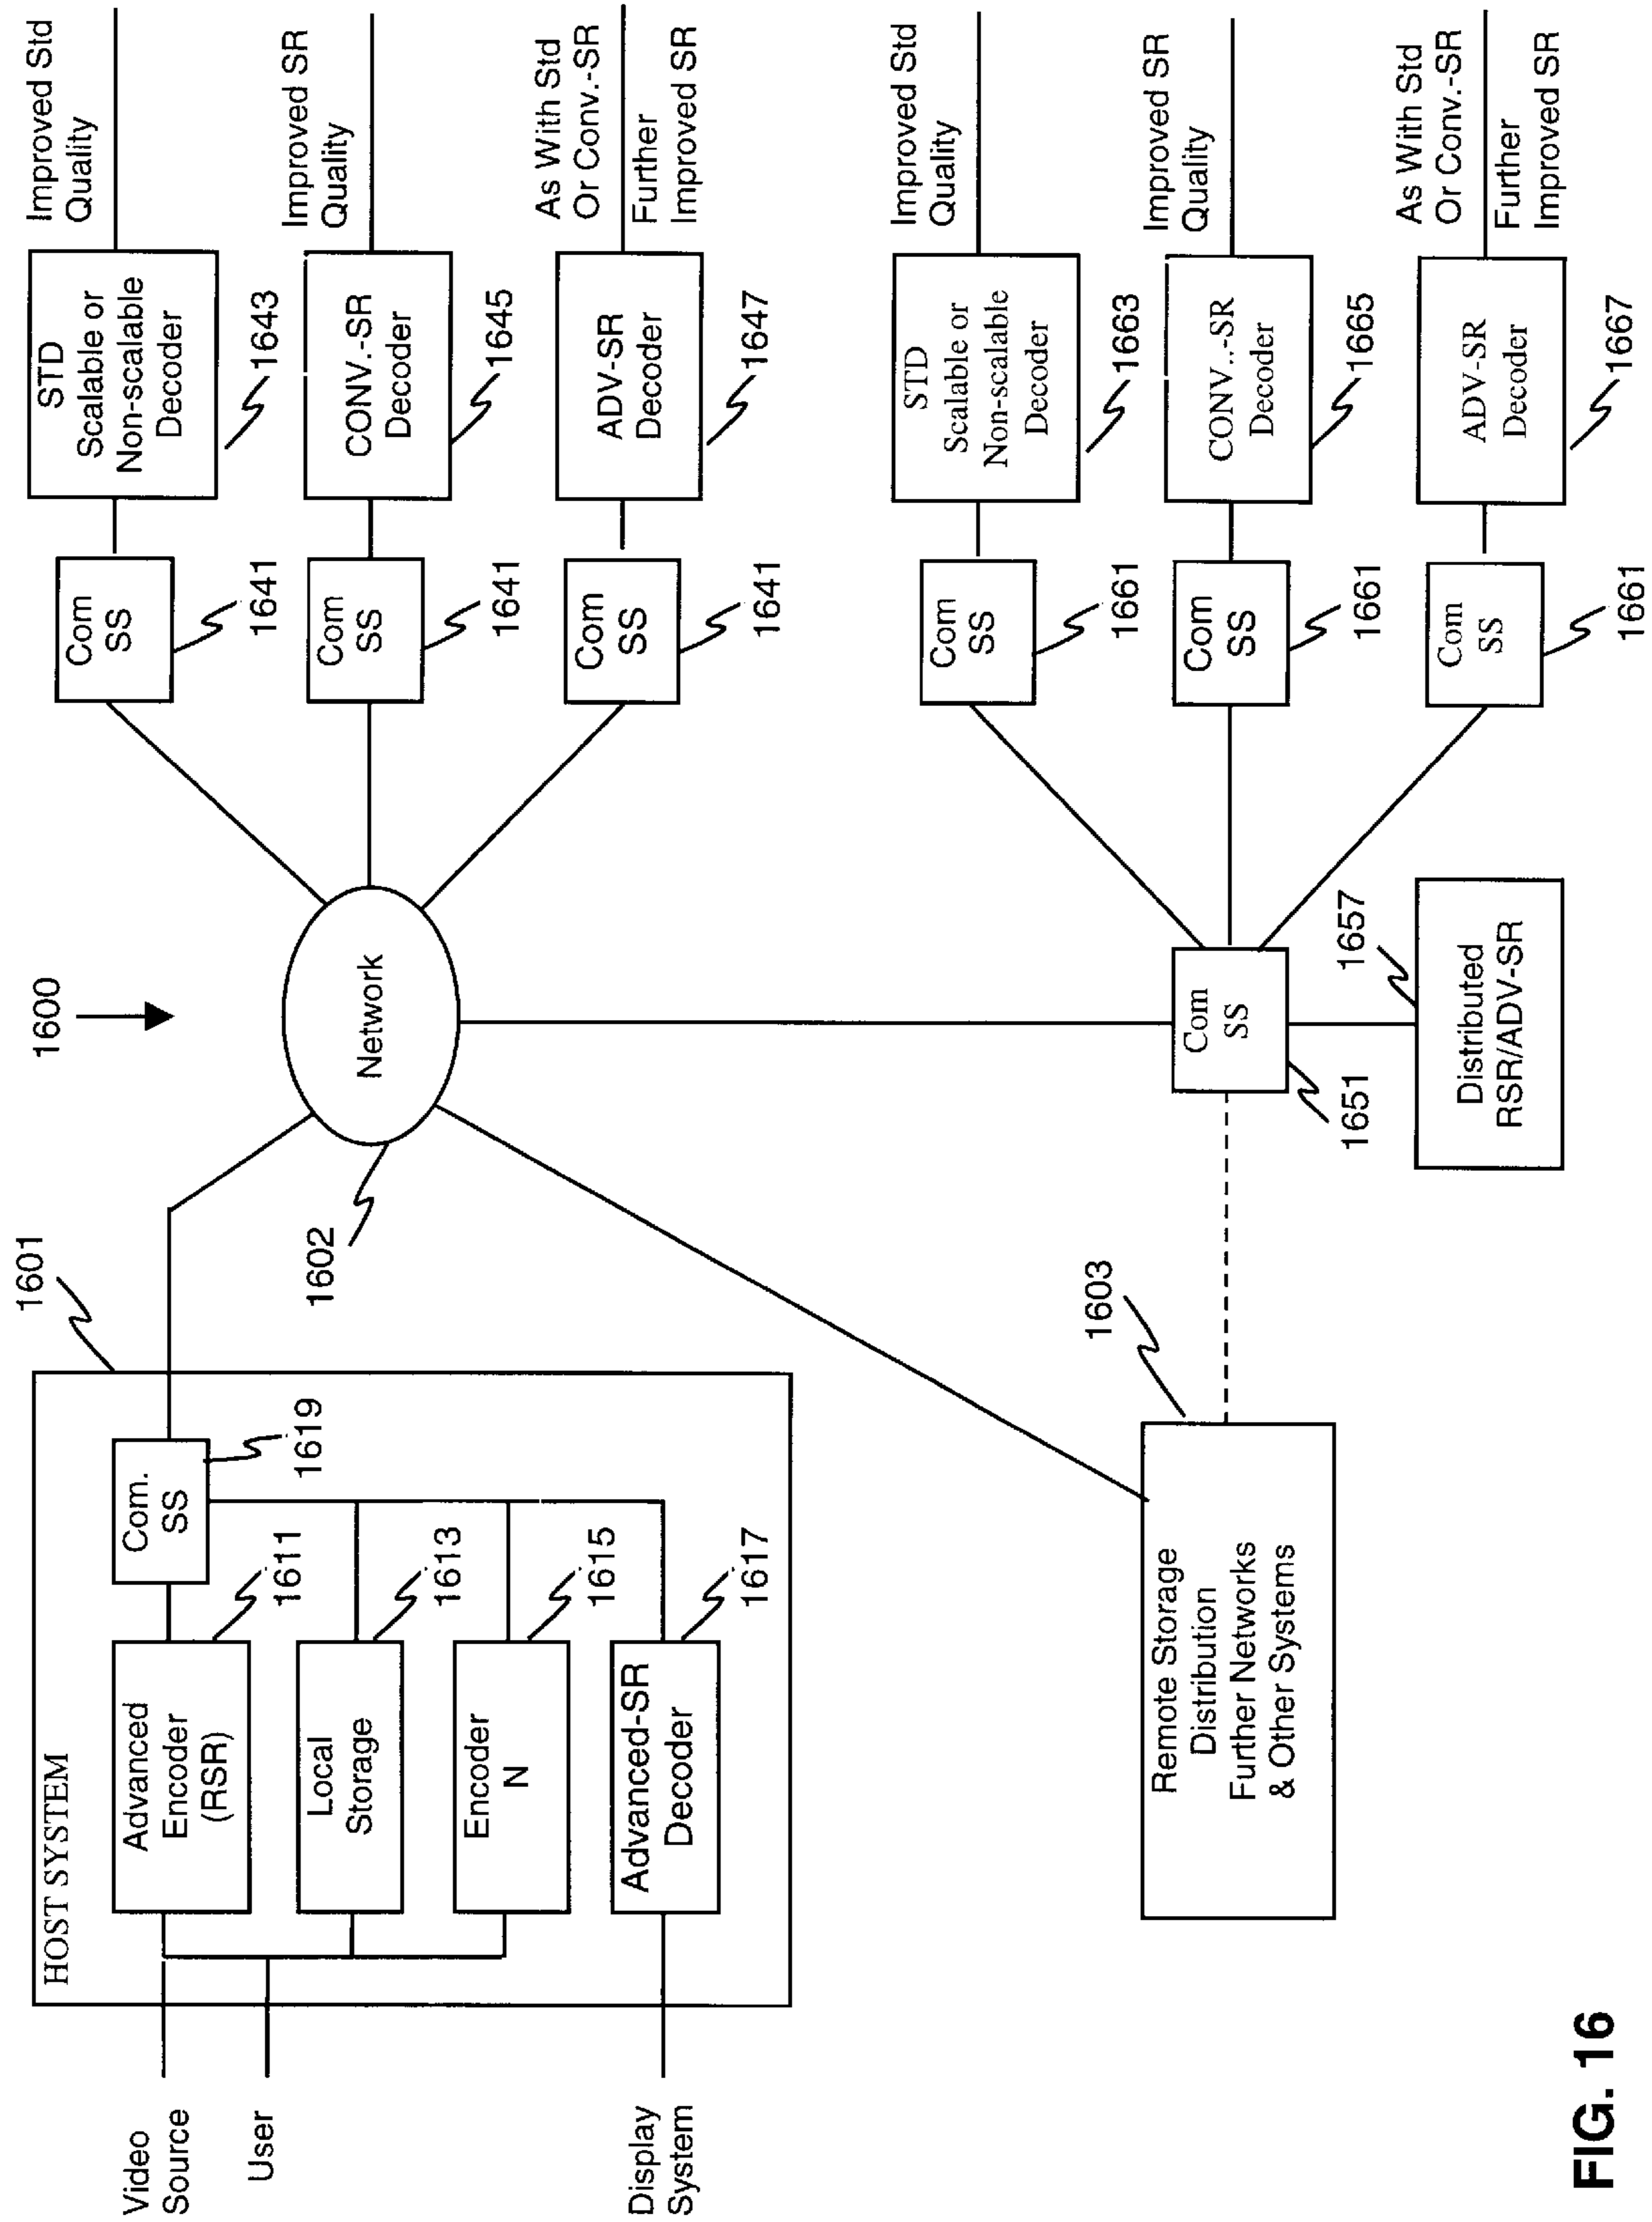 1600
HOST SYSTEM
1601
Video
Source
User
Display
System
Advanced
Encoder
(RSR)
1611
Com.
SS
1619
Local
Storage
1613
Encoder
N
1615
Advanced-SR
Decoder
1617
1602
Network
Com
SS
1641
STD
Scalable or
Non-scalable
Decoder
1643
Improved Std
Quality
Com
SS
1641
CONV.-SR
Decoder
1645
Improved SR
Quality
Com
SS
1641
ADV-SR
Decoder
1647
As With Std
Or Conv.-SR
Further
Improved SR
1603
Remote Storage
Distribution
Further Networks
& Other Systems
Com
SS
1651
1657
Distributed
RSR/ADV-SR
Com
SS
1661
STD
Scalable or
Non-scalable
Decoder
1663
Improved Std
Quality
Com
SS
1661
CONV..-SR
Decoder
1665
Improved SR
Quality
Com
SS
1661
ADV-SR
Decoder
1667
As With Std
Or Conv.-SR
Further
Improved SR
FIG. 16